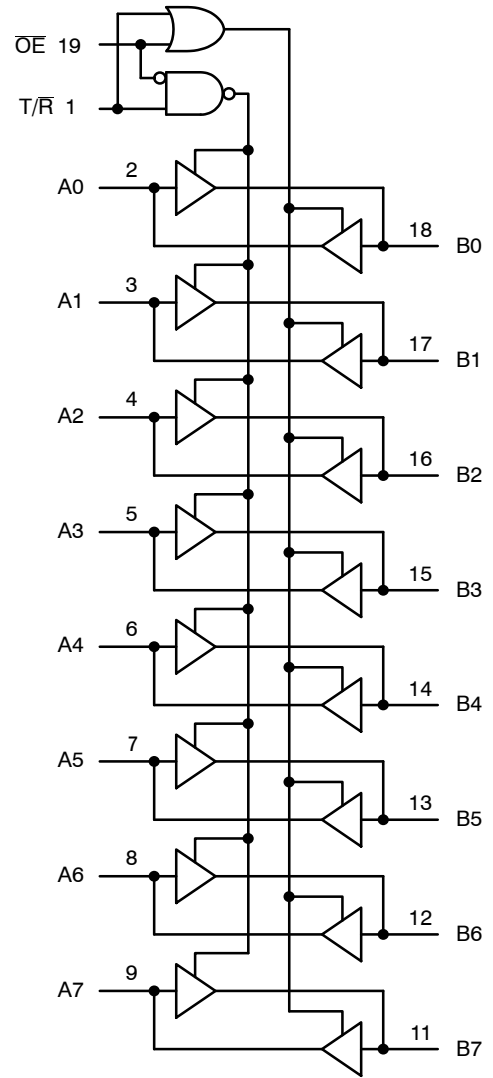 O̅E̅ 19
T/R̅ 1
A0 2
18 B0
A1 3
17 B1
A2 4
16 B2
A3 5
15 B3
A4 6
14 B4
A5 7
13 B5
A6 8
12 B6
A7 9
11 B7